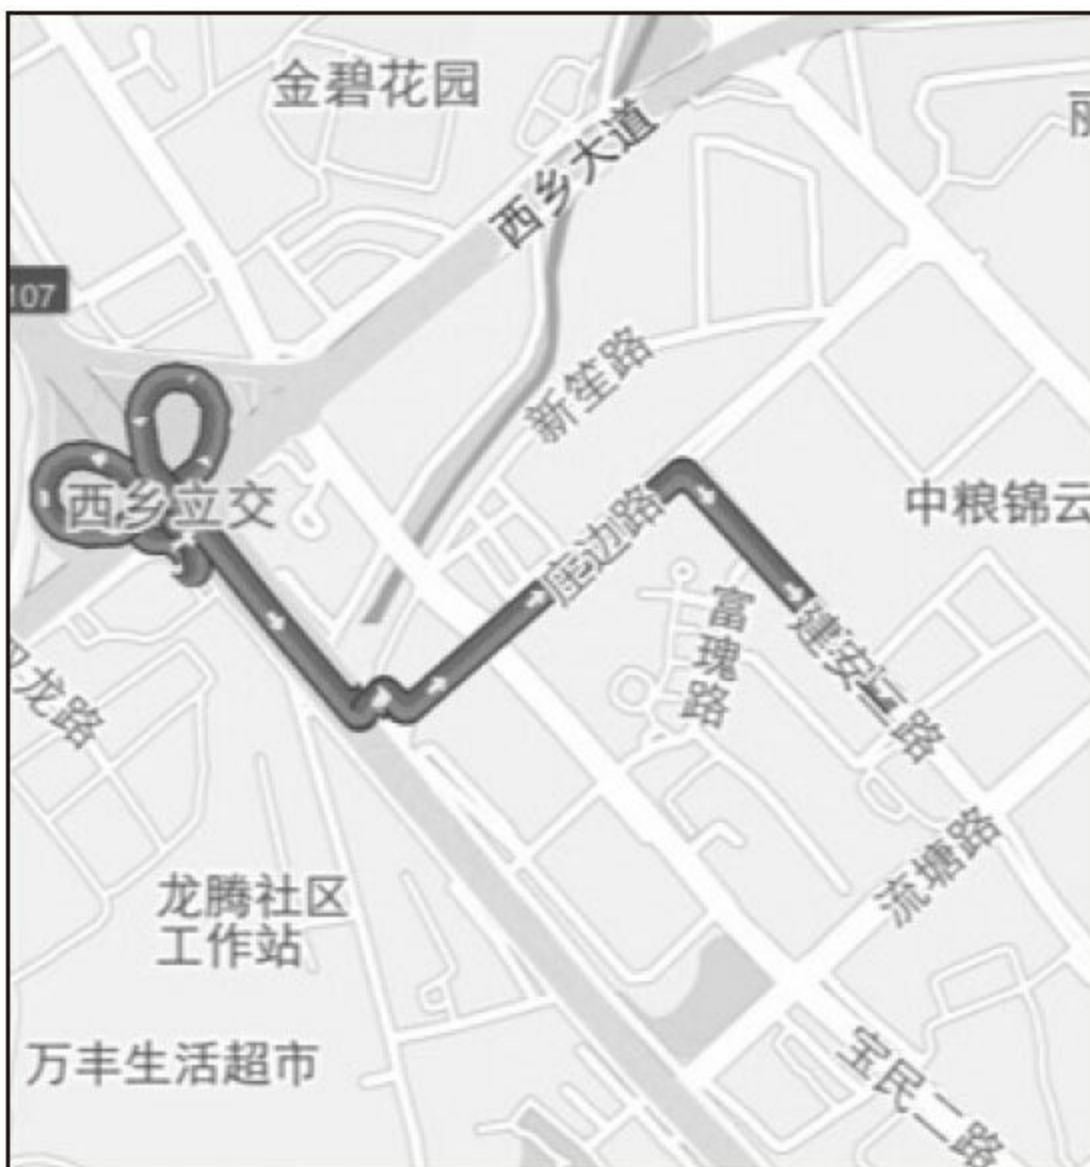 金碧花园
西乡大道
107
新笙路
西乡立交
庄边路
中粮锦云
富瑰路
建安二路
龙路
流塘路
龙腾社区
工作站
万丰生活超市
宝民二路